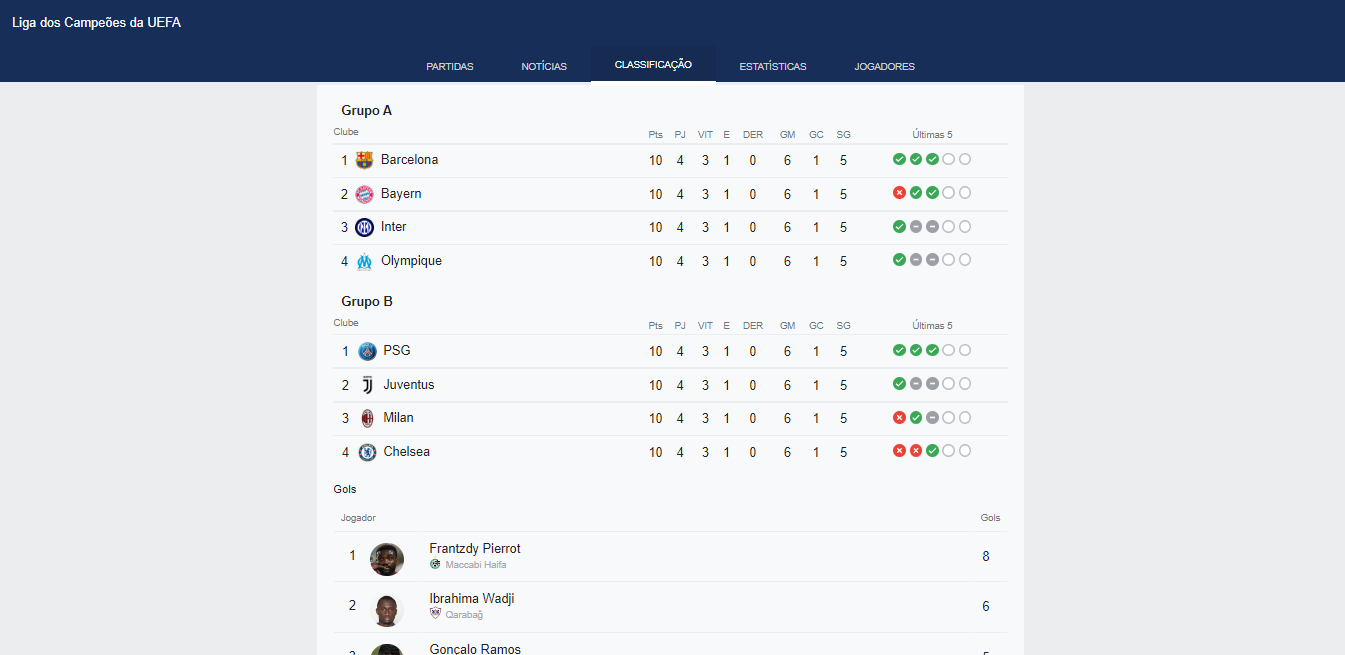 Liga dos Campeões da UEFA
PARTIDAS NOTÍCIAS CLASSIFICAÇÃO ESTATÍSTICAS JOGADORES
Grupo A
Clube Pts PJ VIT E DER GM GC SG Últimas 5
1 Barcelona 10 4 3 1 0 6 1 5
2 Bayern 10 4 3 1 0 6 1 5
3 Inter 10 4 3 1 0 6 1 5
4 Olympique 10 4 3 1 0 6 1 5
Grupo B
Clube Pts PJ VIT E DER GM GC SG Últimas 5
1 PSG 10 4 3 1 0 6 1 5
2 Juventus 10 4 3 1 0 6 1 5
3 Milan 10 4 3 1 0 6 1 5
4 Chelsea 10 4 3 1 0 6 1 5
Gols
Jogador Gols
1 Frantzdy Pierrot 8
Maccabi Haifa
2 Ibrahima Wadji 6
Qarabağ
Gonçalo Ramos